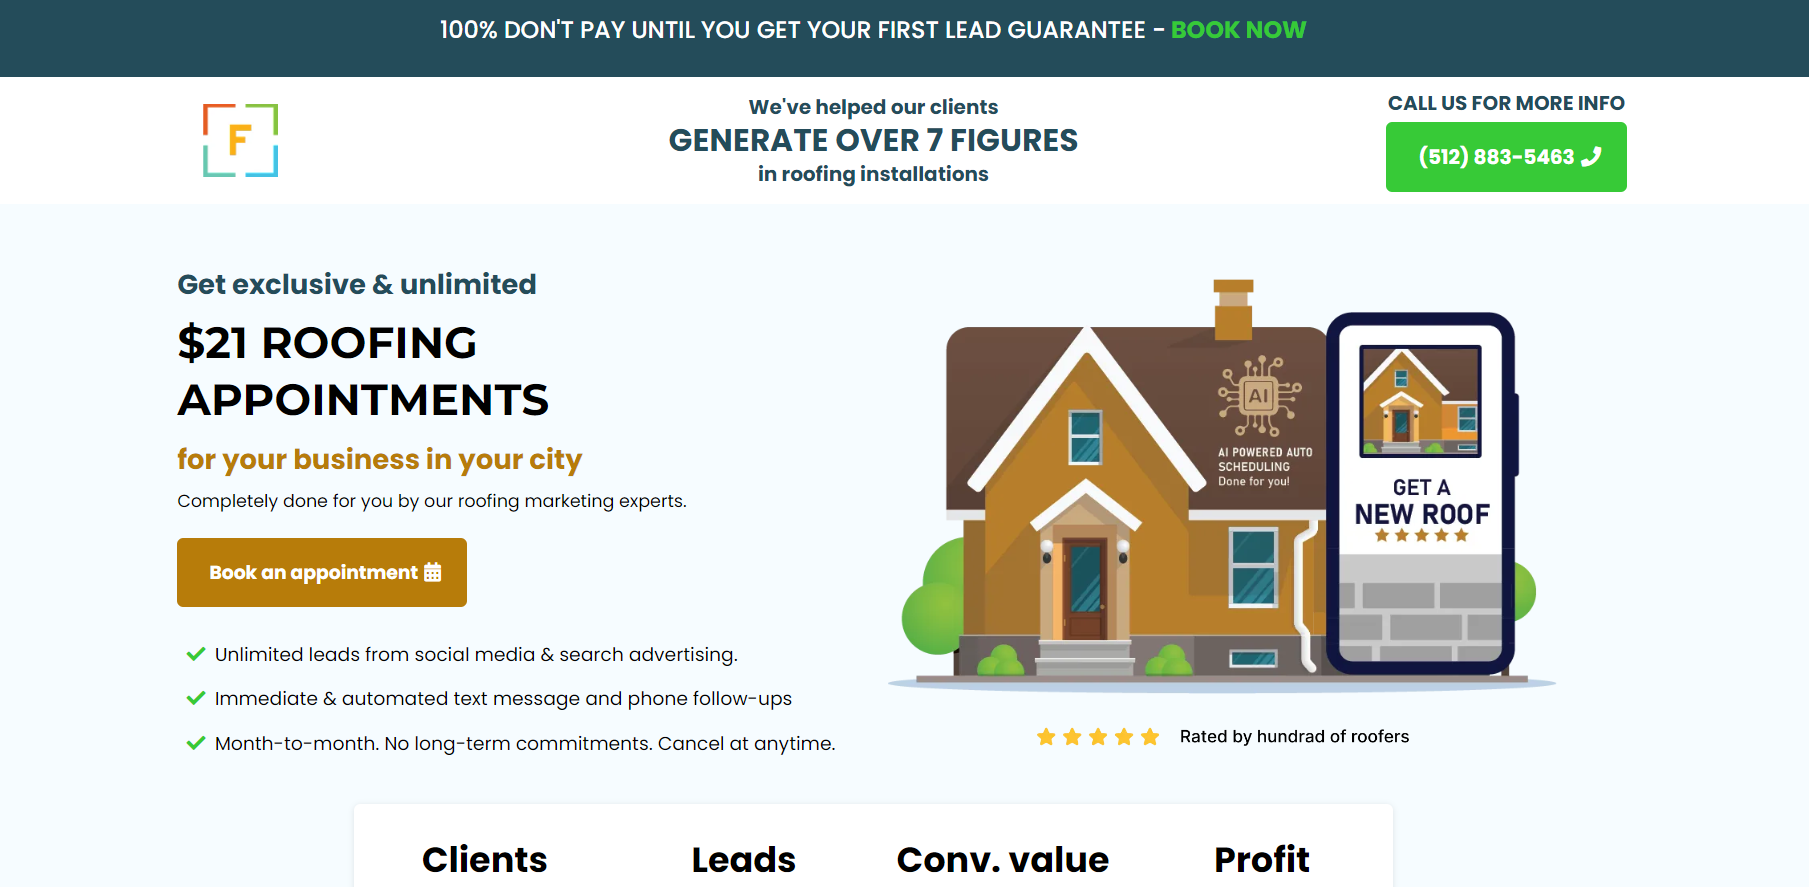 100% DON'T PAY UNTIL YOU GET YOUR FIRST LEAD GUARANTEE - BOOK NOW
F
We've helped our clients
GENERATE OVER 7 FIGURES
in roofing installations
CALL US FOR MORE INFO
(512) 883-5463
Get exclusive & unlimited
$21 ROOFING
APPOINTMENTS
for your business in your city
Completely done for you by our roofing marketing experts.
Book an appointment
Unlimited leads from social media & search advertising.
Immediate & automated text message and phone follow-ups
Month-to-month. No long-term commitments. Cancel at anytime.
AI
AI POWERED AUTO
SCHEDULING
Done for you!
GET A
NEW ROOF
Rated by hundrad of roofers
Clients
Leads
Conv. value
Profit